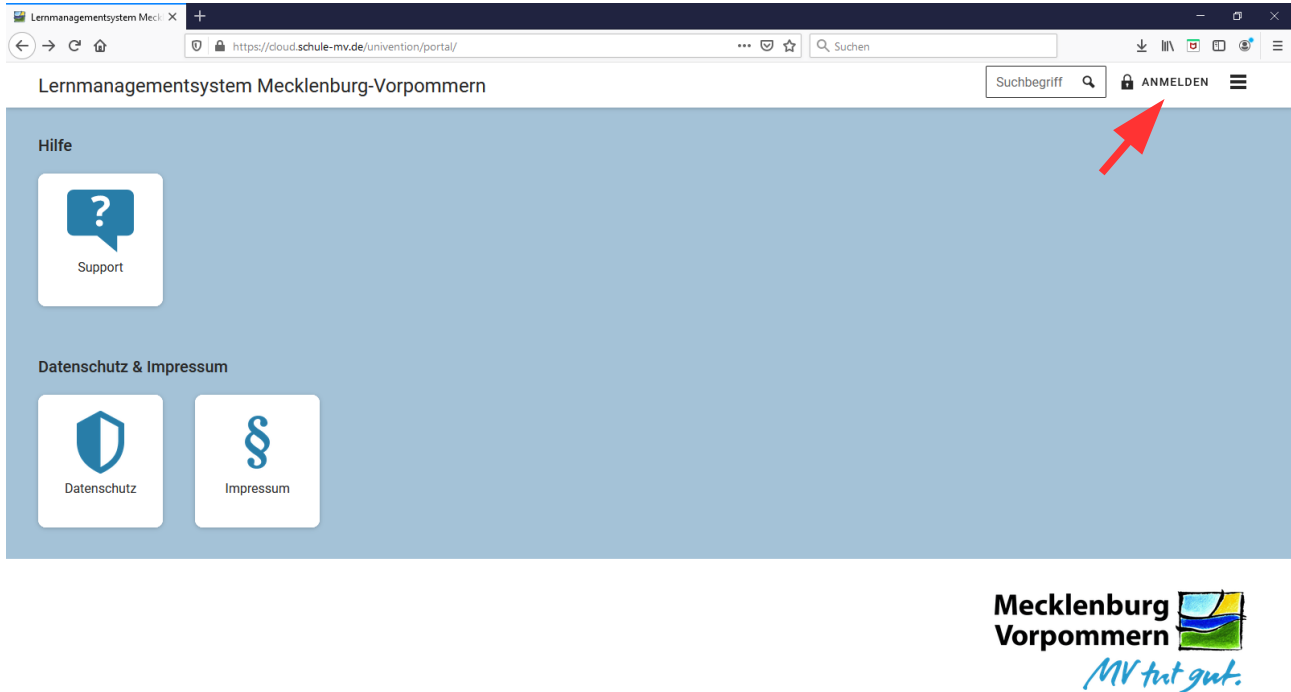 Lernmanagementsystem Meckl
https://cloud.schule-mv.de/univention/portal/
Suchen
Lernmanagementsystem Mecklenburg-Vorpommern
Suchbegriff
ANMELDEN
Hilfe
?
Support
Datenschutz & Impressum
§
Datenschutz
Impressum
Mecklenburg
Vorpommern
MV tut gut.